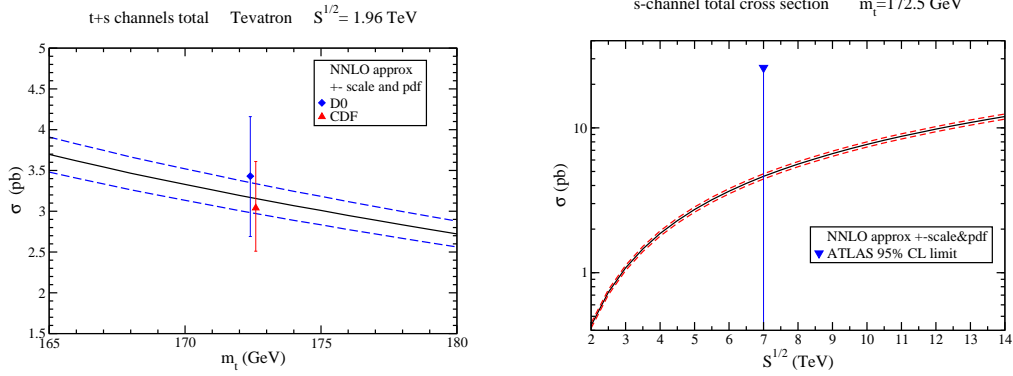 t+s channels total Tevatron S^1/2= 1.96 TeV
5
4.5
4
3.5
3
2.5
2
1.5
σ (pb)
NNLO approx
+- scale and pdf
D0
CDF
165
170
175
180
m_t (GeV)
s-channel total cross section m_t=172.5 GeV
10
1
σ (pb)
NNLO approx +-scale&pdf
ATLAS 95% CL limit
2
3
4
5
6
7
8
9
10
11
12
13
14
S^1/2 (TeV)